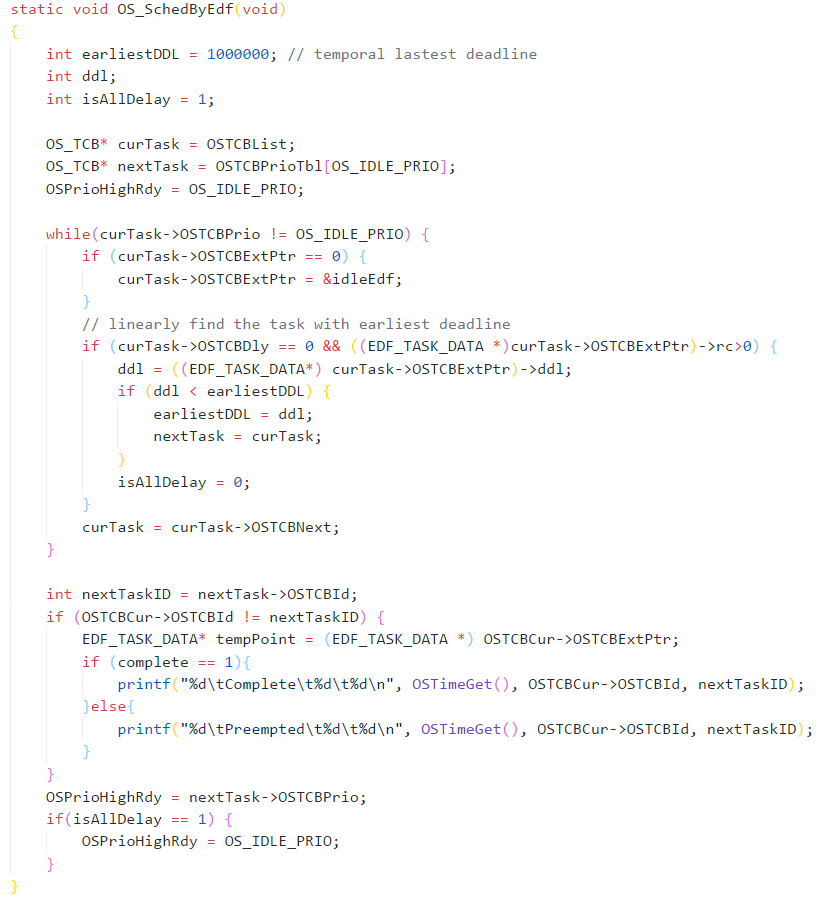 static void OS_SchedByEdf(void)
{
    int earliestDDL = 1000000; // temporal lastest deadline
    int ddl;
    int isAllDelay = 1;

    OS_TCB* curTask = OSTCBList;
    OS_TCB* nextTask = OSTCBPrioTbl[OS_IDLE_PRIO];
    OSPrioHighRdy = OS_IDLE_PRIO;

    while(curTask->OSTCBPrio != OS_IDLE_PRIO) {
        if (curTask->OSTCBExtPtr == 0) {
            curTask->OSTCBExtPtr = &idleEdf;
        }
        // linearly find the task with earliest deadline
        if (curTask->OSTCBDly == 0 && ((EDF_TASK_DATA *)curTask->OSTCBExtPtr)->rc>0) {
            ddl = ((EDF_TASK_DATA*) curTask->OSTCBExtPtr)->ddl;
            if (ddl < earliestDDL) {
                earliestDDL = ddl;
                nextTask = curTask;
            }
            isAllDelay = 0;
        }
        curTask = curTask->OSTCBNext;
    }

    int nextTaskID = nextTask->OSTCBId;
    if (OSTCBCur->OSTCBId != nextTaskID) {
        EDF_TASK_DATA* tempPoint = (EDF_TASK_DATA *) OSTCBCur->OSTCBExtPtr;
        if (complete == 1){
            printf("%d\tComplete\t%d\t%d\n", OSTimeGet(), OSTCBCur->OSTCBId, nextTaskID);
        }else{
            printf("%d\tPreempted\t%d\t%d\n", OSTimeGet(), OSTCBCur->OSTCBId, nextTaskID);
        }
    }
    OSPrioHighRdy = nextTask->OSTCBPrio;
    if(isAllDelay == 1) {
        OSPrioHighRdy = OS_IDLE_PRIO;
    }
}